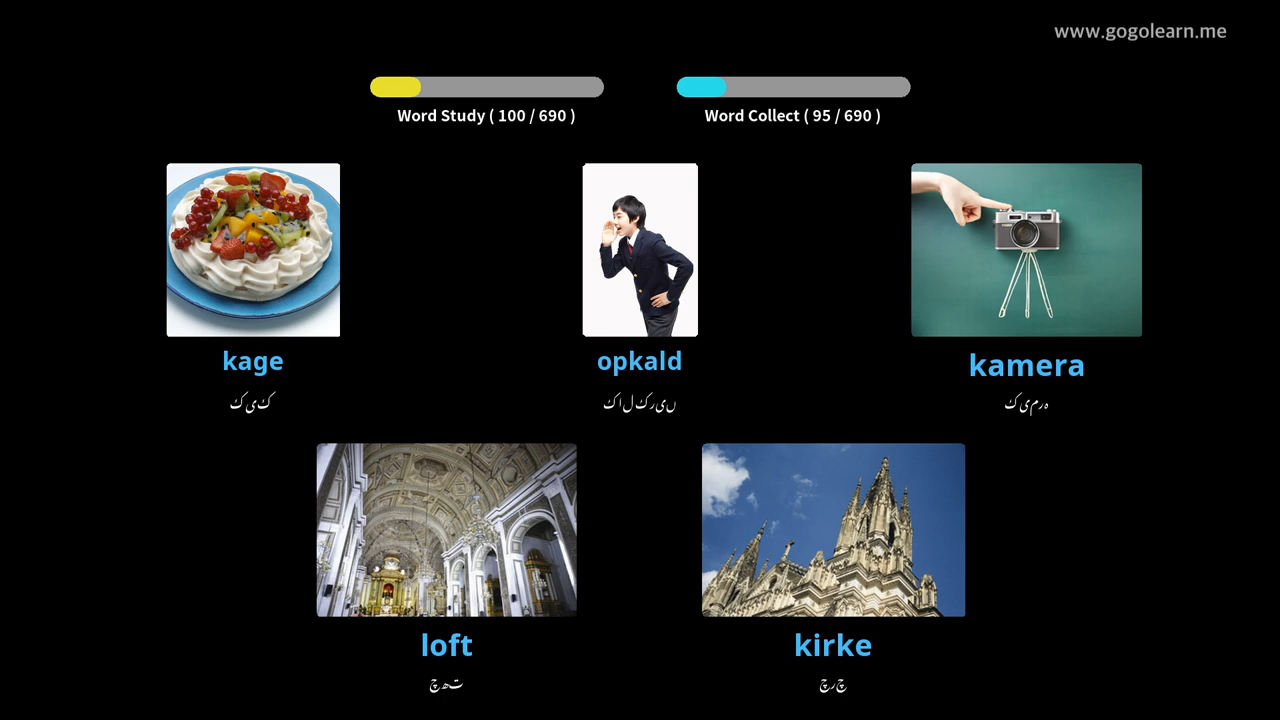 www.gogolearn.me
Word Study ( 100 / 690 )
Word Collect ( 95 / 690 )
kage
opkald
kamera
کیک
کال کریں
کیمرہ
loft
kirke
چھت
چرچ